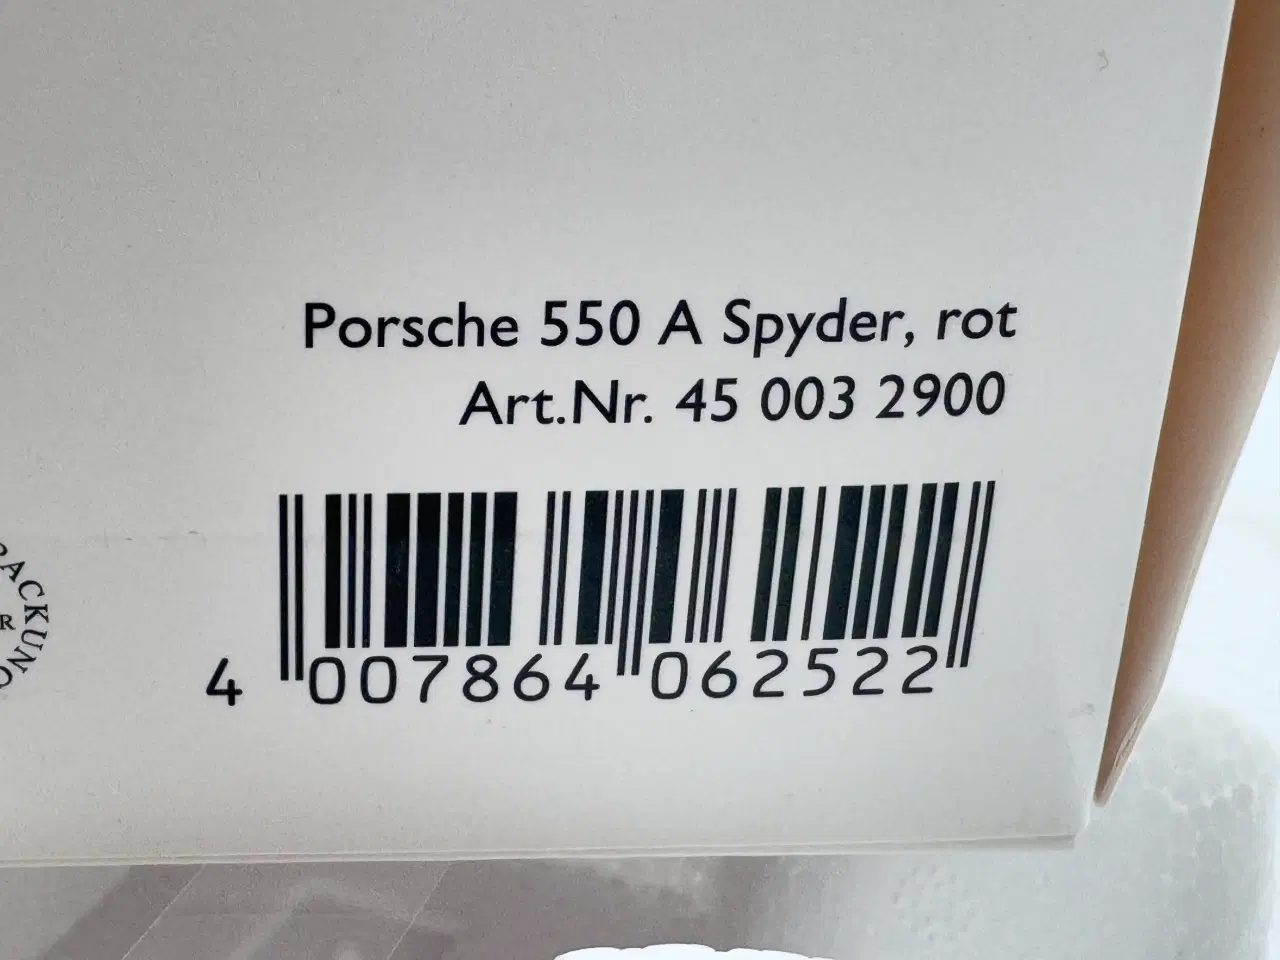 Porsche 550 A Spyder, rot
Art.Nr. 45 003 2900
4 007864 062522